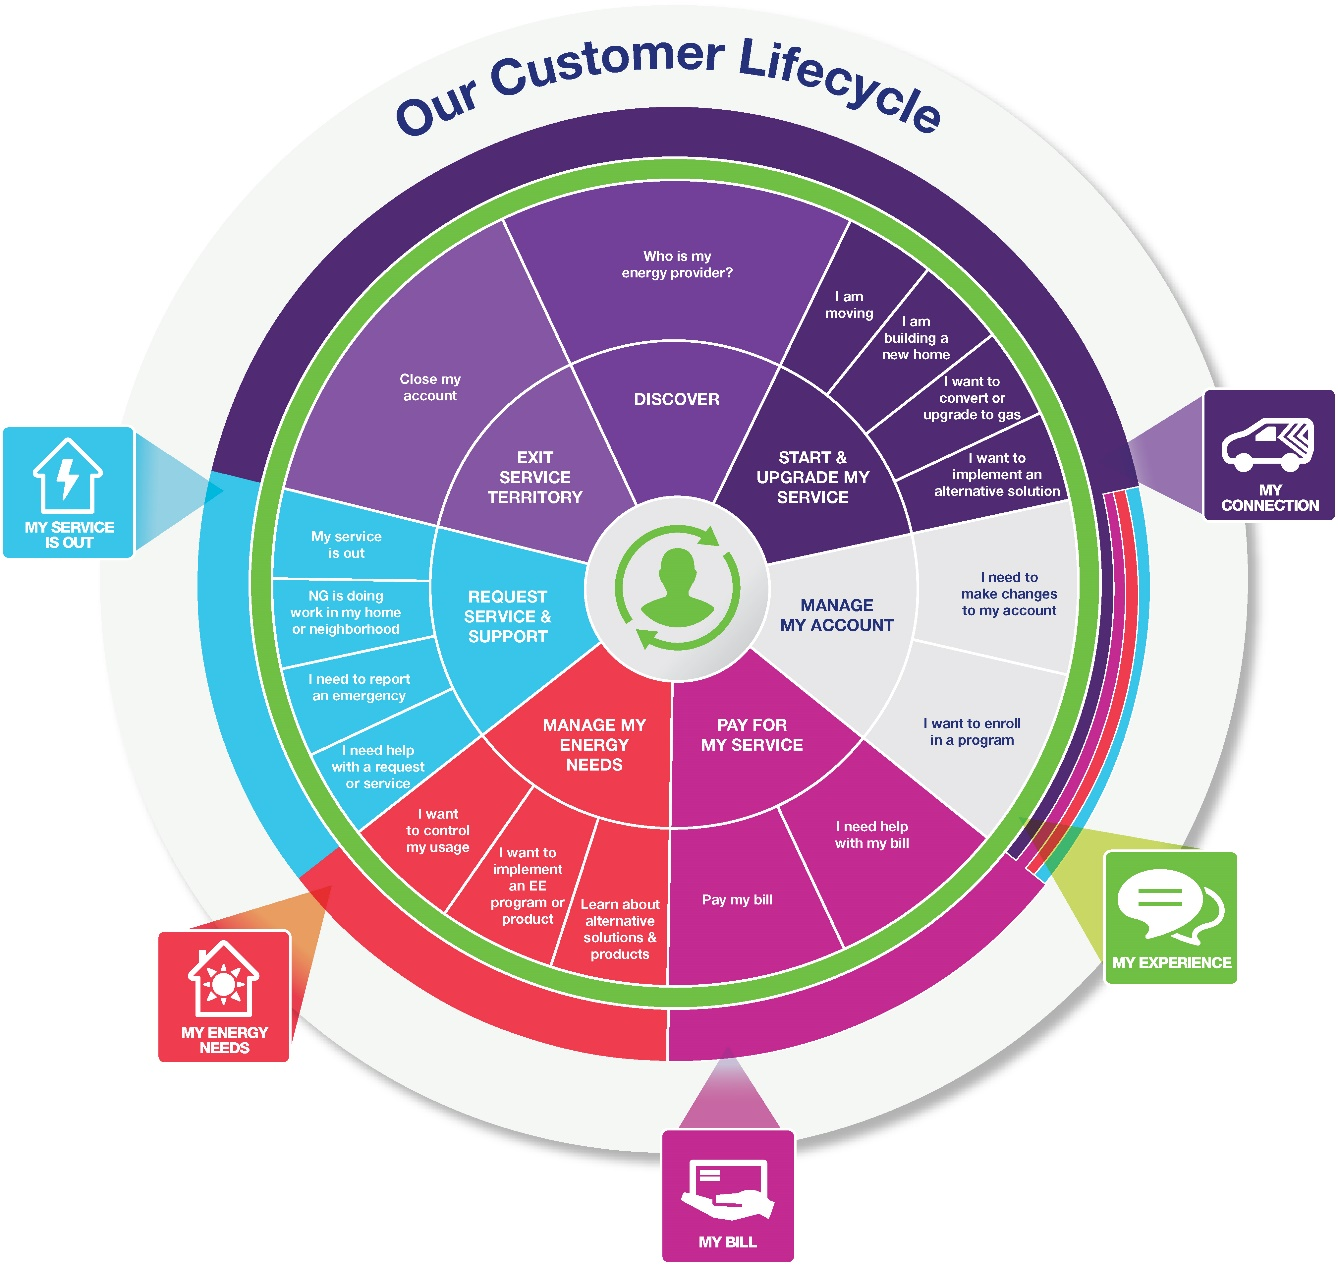 Our Customer Lifecycle
Who is my
energy provider?
DISCOVER
I am
moving
I am
building a
new home
I want to
convert or
upgrade to gas
I want to
implement an
alternative solution
START &
UPGRADE MY
SERVICE
MY
CONNECTION
MANAGE
MY ACCOUNT
I need to
make changes
to my account
I want to enroll
in a program
MY EXPERIENCE
PAY FOR
MY SERVICE
I need help
with my bill
Pay my bill
MY BILL
MANAGE MY
ENERGY
NEEDS
Learn about
alternative
solutions &
products
I want to
implement
an EE
program or
product
I want
to control
my usage
MY ENERGY
NEEDS
REQUEST
SERVICE &
SUPPORT
I need help
with a request
or service
I need to report
an emergency
NG is doing
work in my home
or neighborhood
My service
is out
MY SERVICE
IS OUT
EXIT
SERVICE
TERRITORY
Close my
account